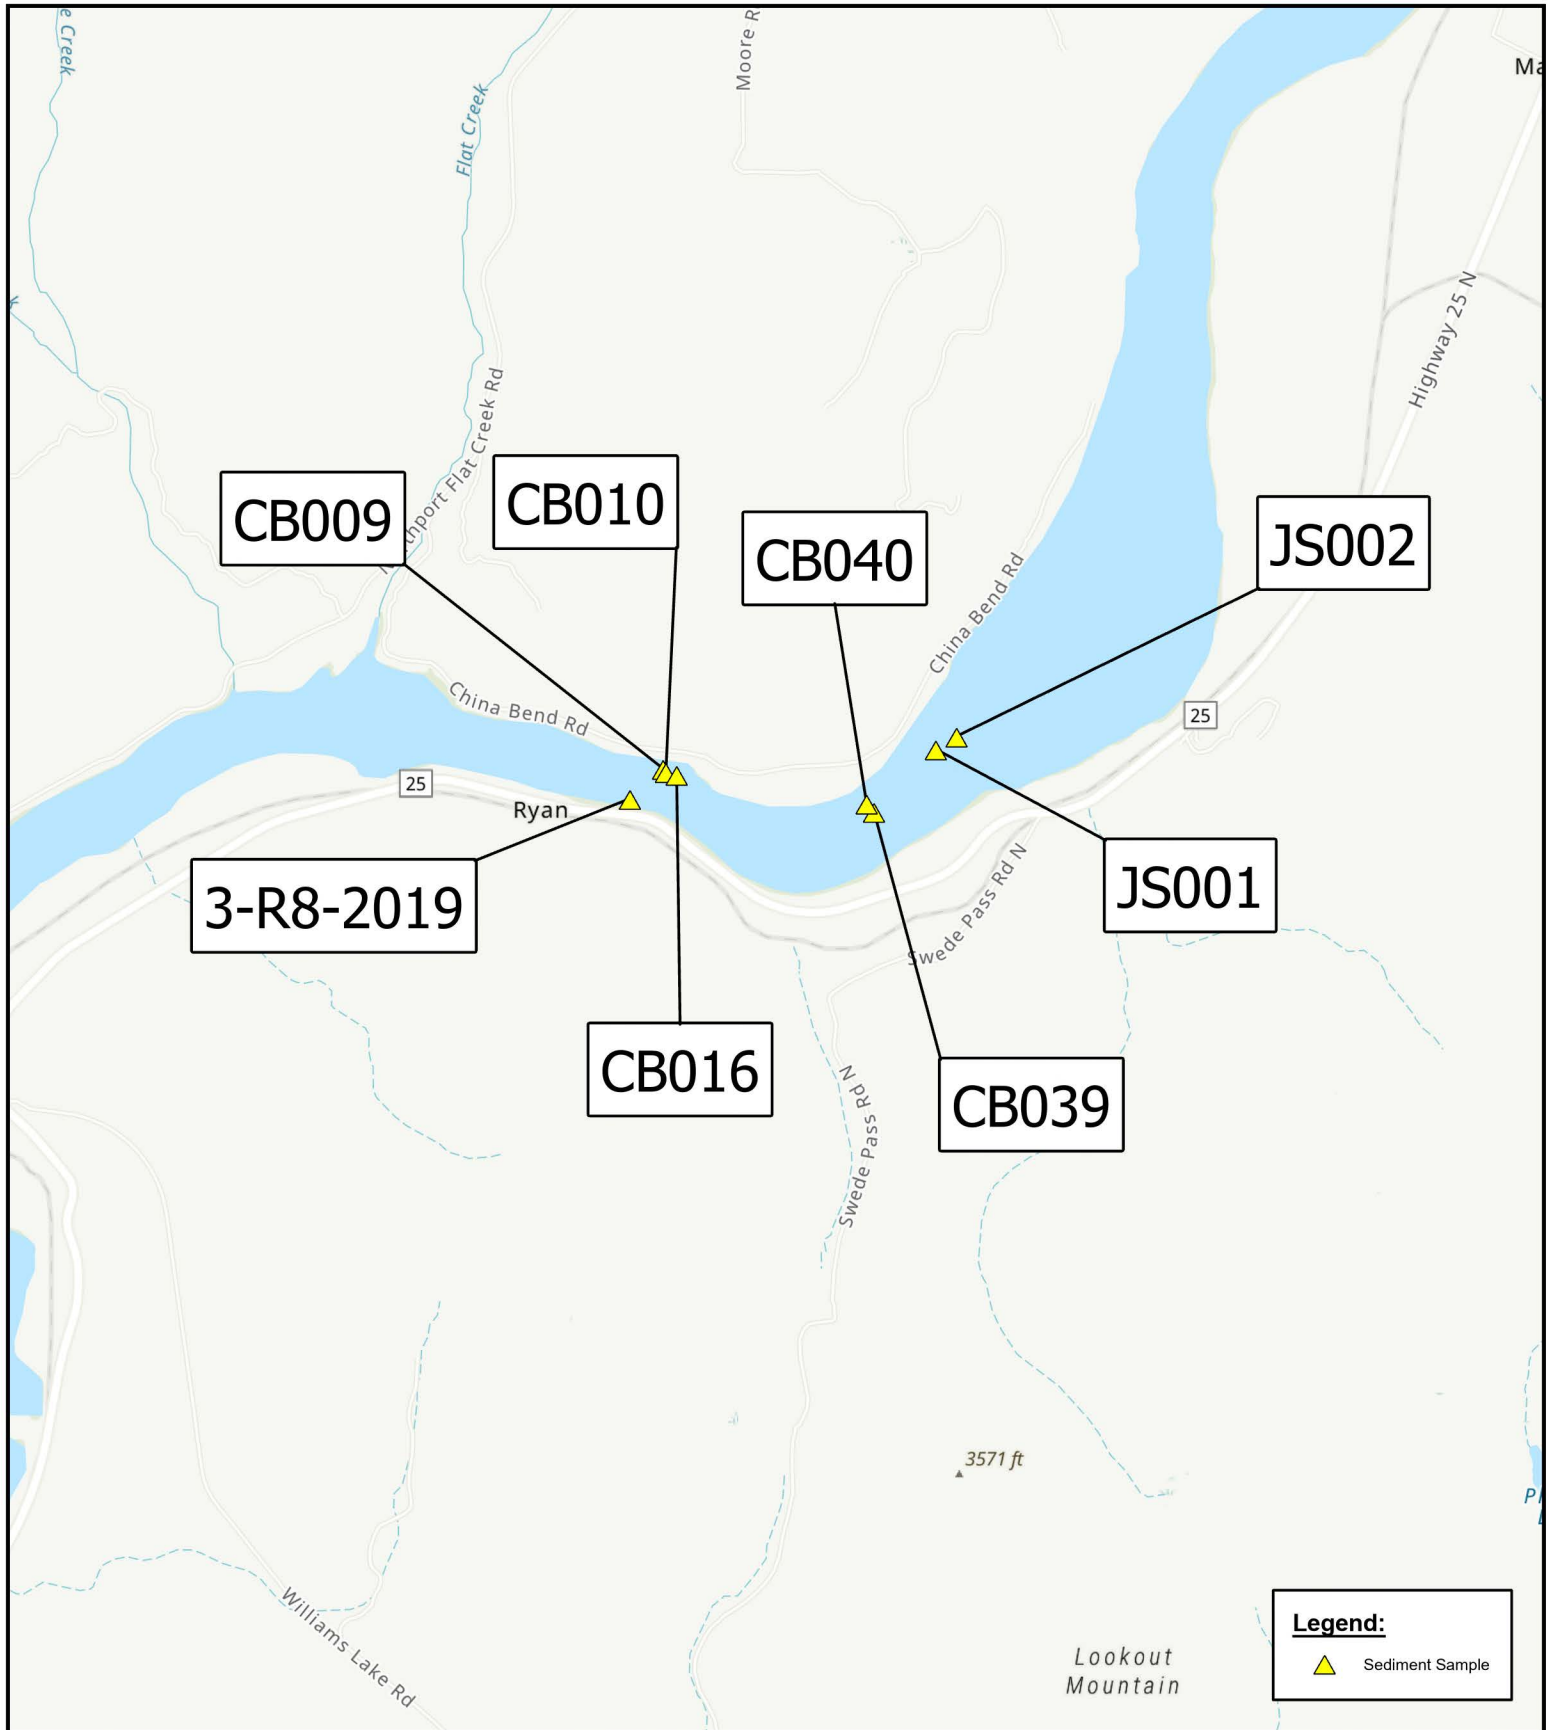 e Creek
Flat Creek
Moore R
Ma
Highway 25 N
Northport Flat Creek Rd
CB009
CB010
CB040
JS002
China Bend Rd
China Bend Rd
25
25
Ryan
3-R8-2019
JS001
Swede Pass Rd N
CB016
CB039
Swede Pass Rd N
3571 ft
Williams Lake Rd
Lookout
Mountain
Legend:
Sediment Sample